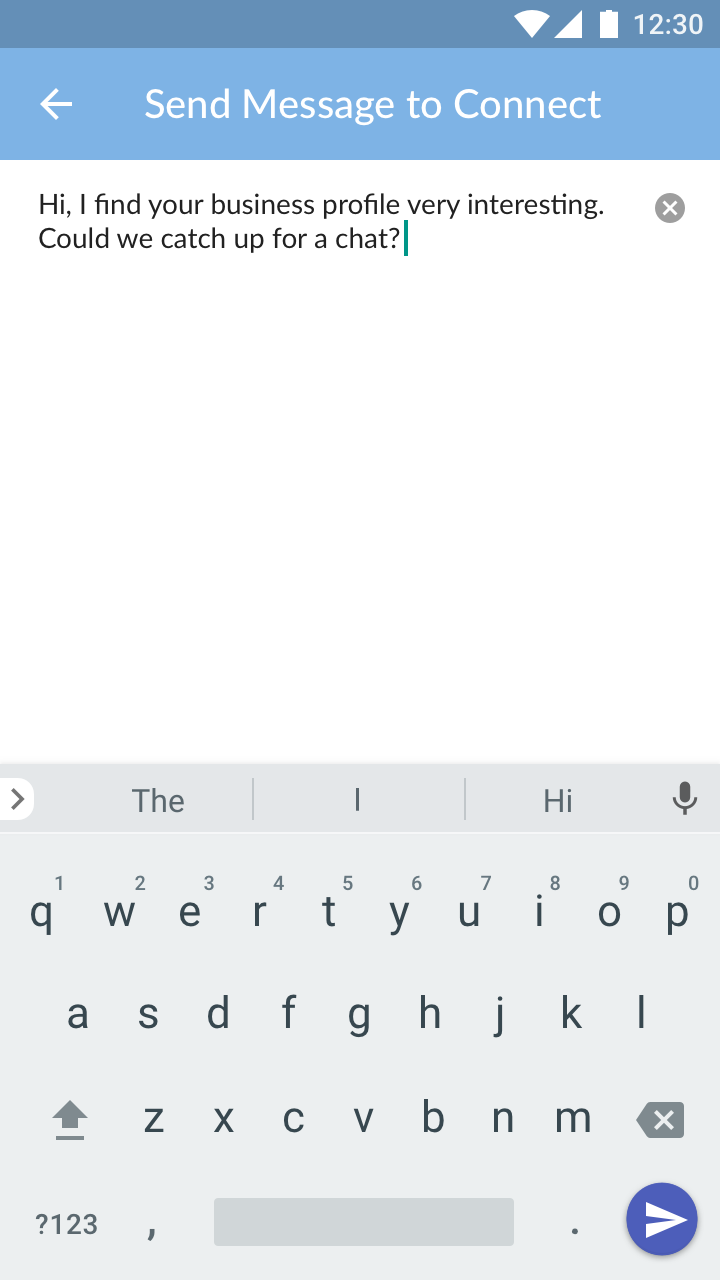 12:30
Send Message to Connect
Hi, I find your business profile very interesting.
Could we catch up for a chat?
The I Hi
1 2 3 4 5 6 7 8 9 0
q w e r t y u i o p
a s d f g h j k l
z x c v b n m
?123 , .